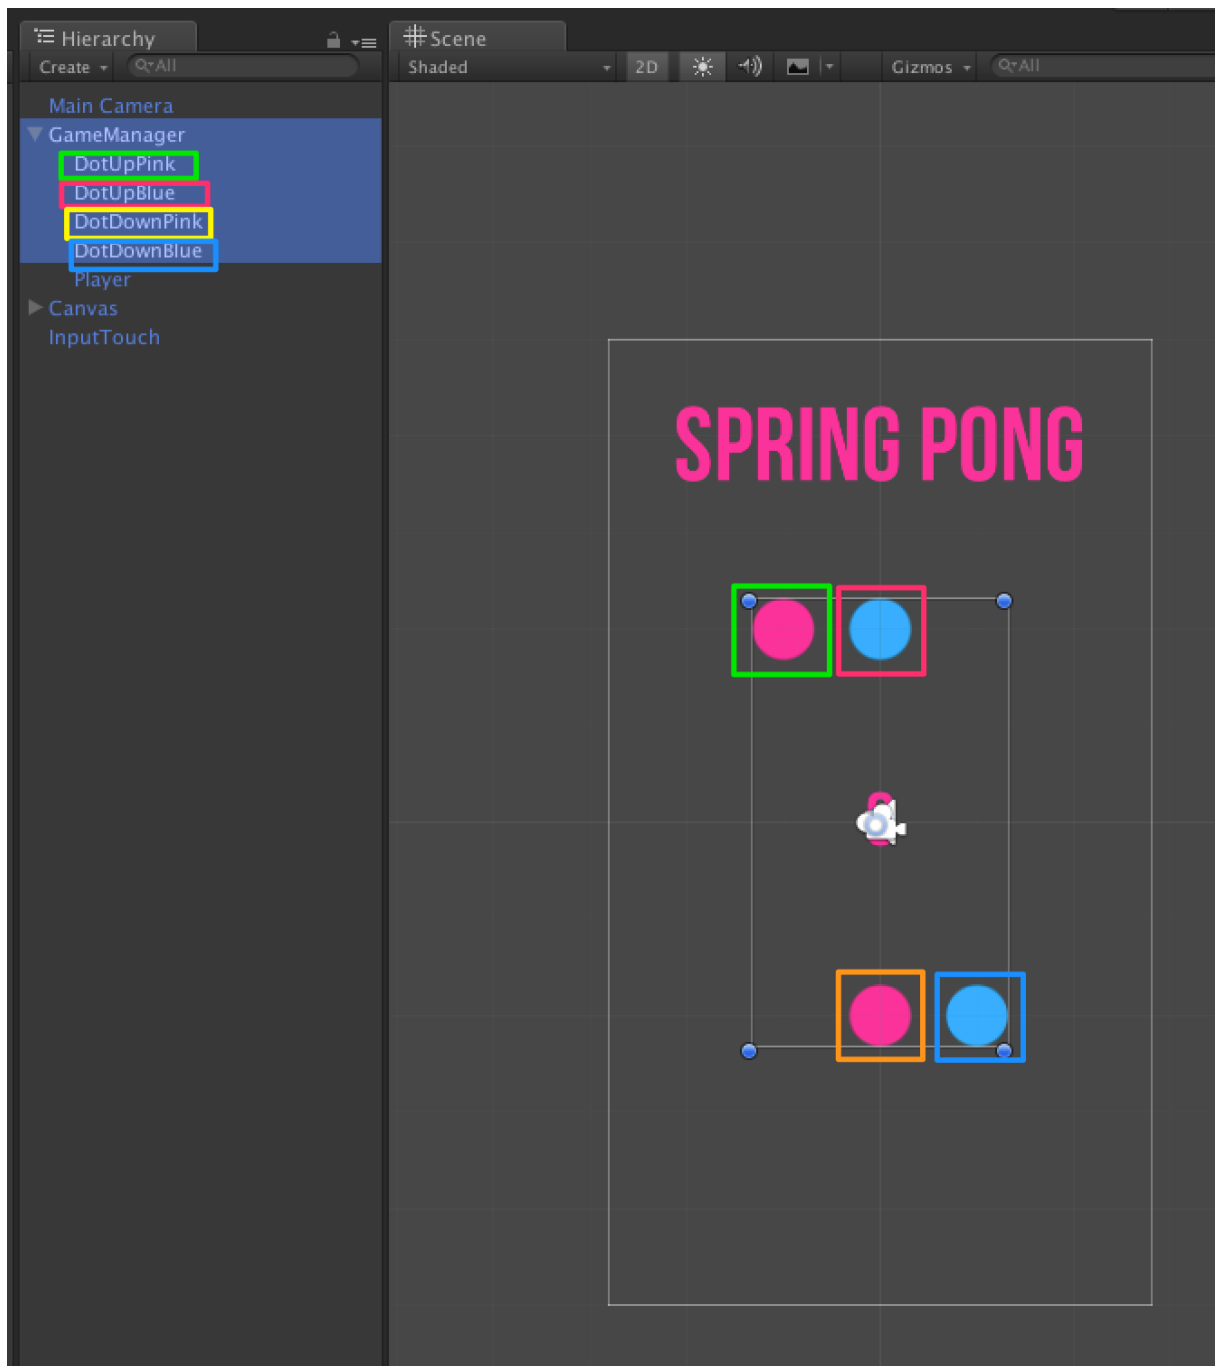 Hierarchy
Create
All
Main Camera
GameManager
DotUpPink
DotUpBlue
DotDownPink
DotDownBlue
Player
Canvas
InputTouch
Scene
Shaded
2D
Gizmos
All
SPRING PONG